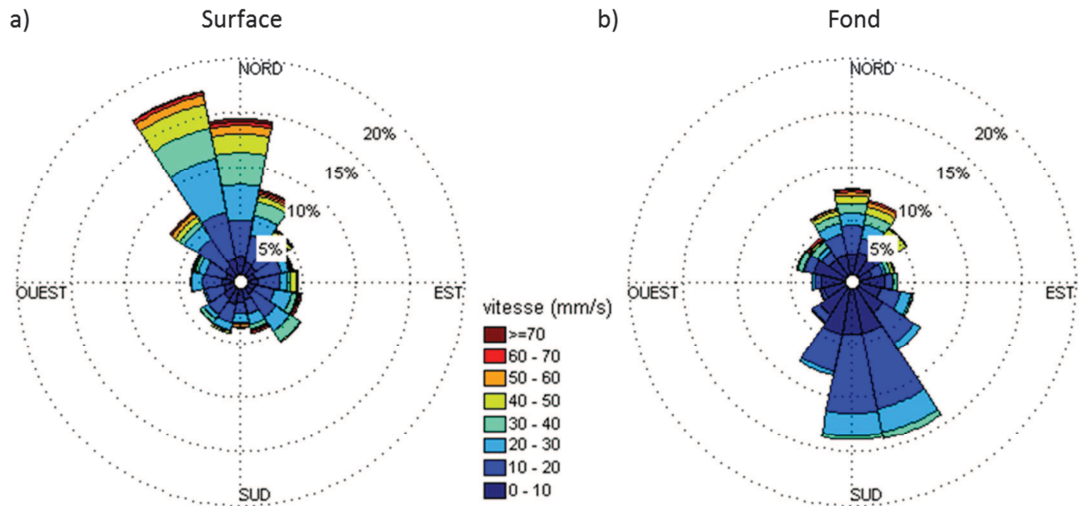 a) Surface
NORD
20%
15%
10%
5%
OUEST
EST
SUD
vitesse (mm/s)
>=70
60 - 70
50 - 60
40 - 50
30 - 40
20 - 30
10 - 20
0 - 10
b) Fond
NORD
20%
15%
10%
5%
OUEST
EST
SUD